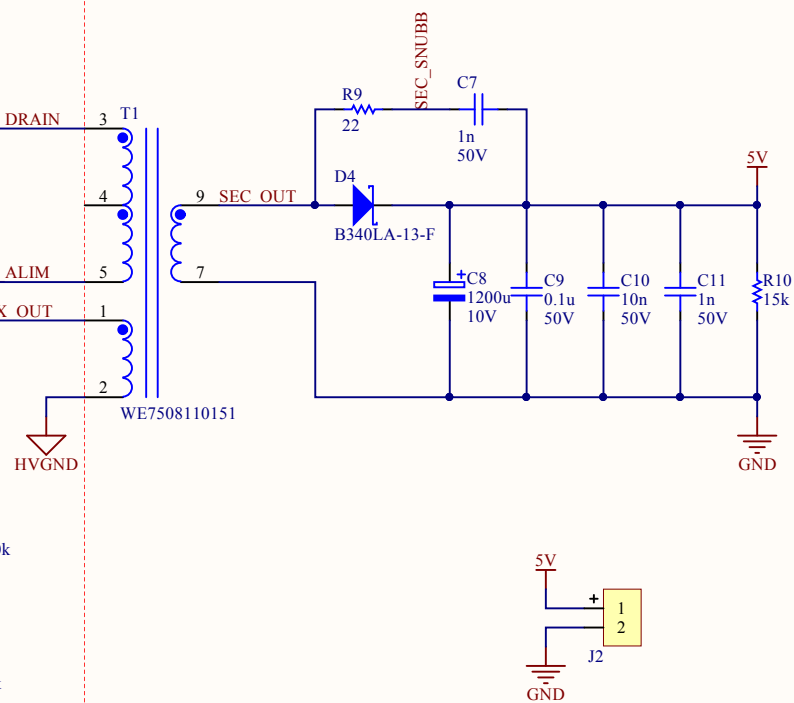 SEC_SNUBB
C7
R9
22
1n
50V
DRAIN
3
T1
4
9
SEC_OUT
D4
B340LA-13-F
5V
ALIM
5
7
C8
1200u
10V
C9
0.1u
50V
C10
10n
50V
C11
1n
50V
R10
15k
X_OUT
1
2
WE7508110151
HVGND
GND
5V
+
1
2
J2
GND